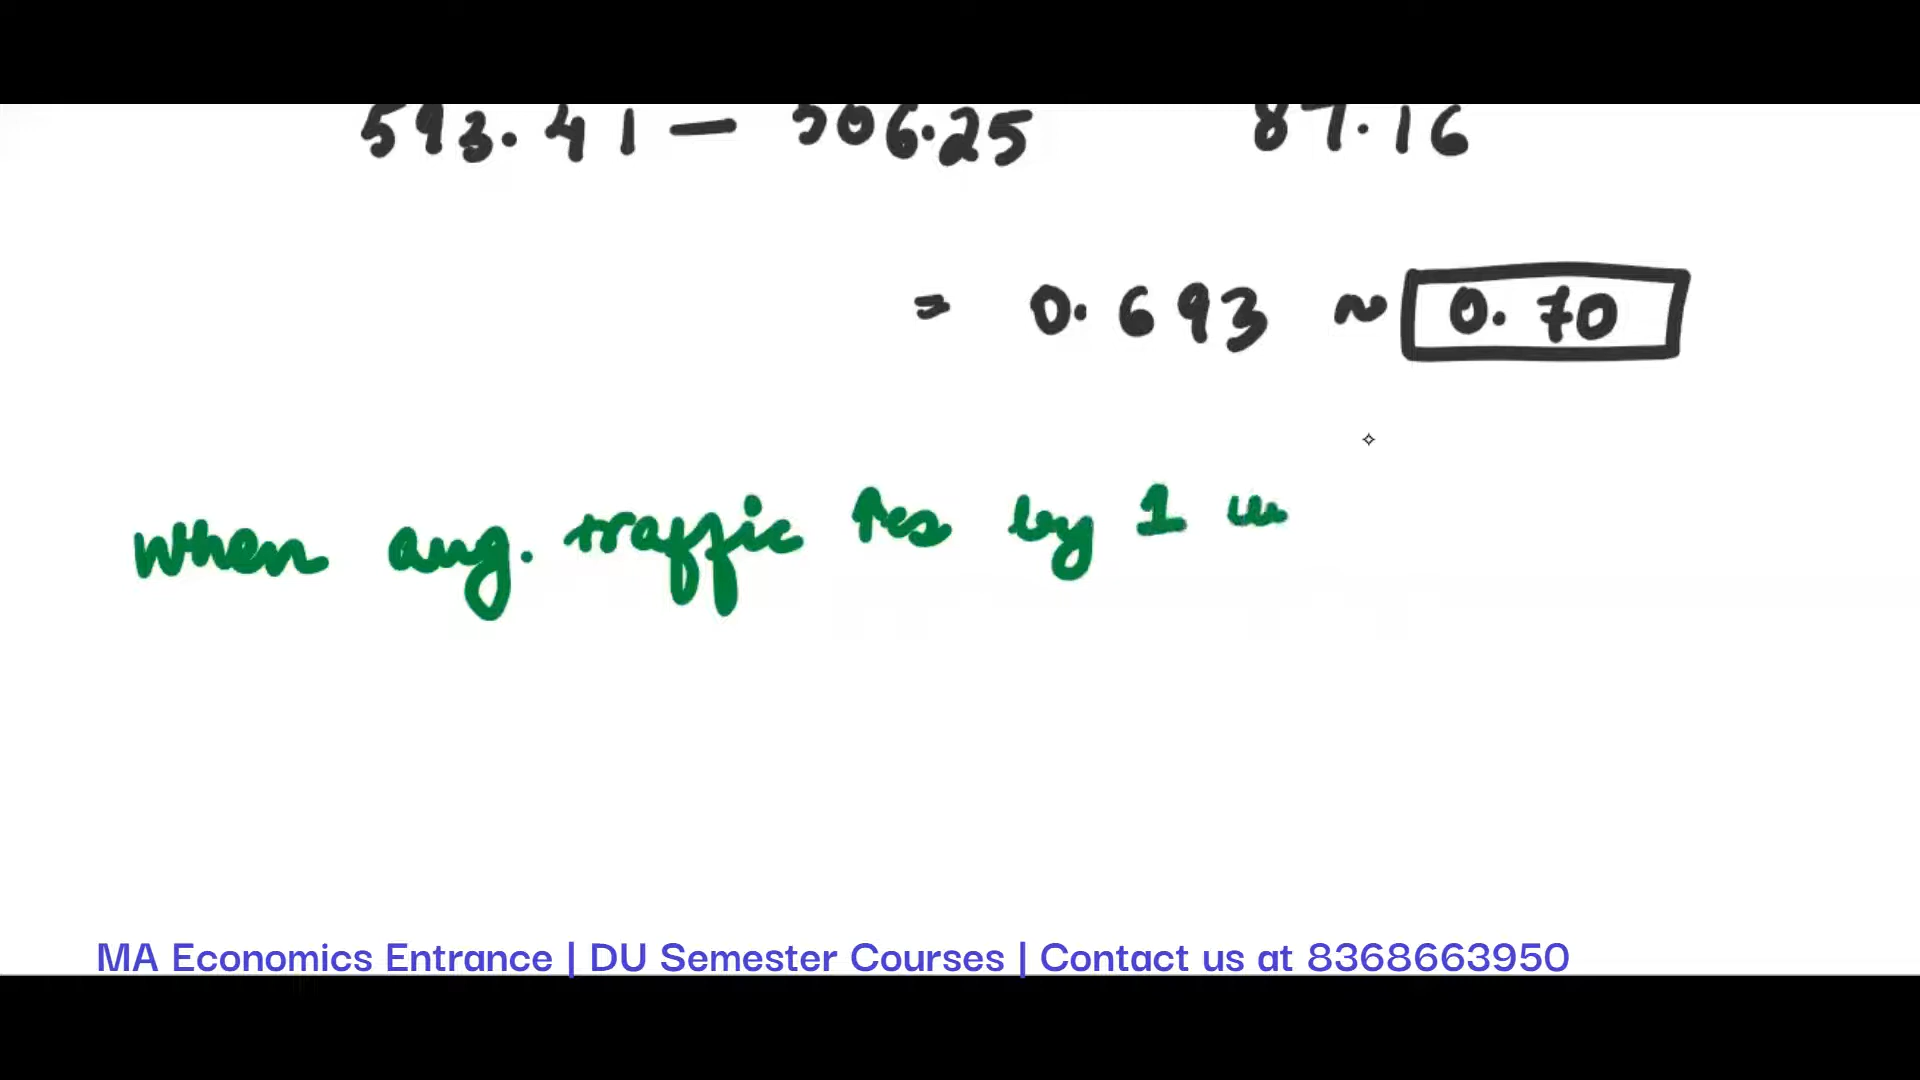 593.41 — 506.25 87.16
= 0.693 ~ 0.70
When avg. traffic ↑es by 1
MA Economics Entrance | DU Semester Courses | Contact us at 8368663950